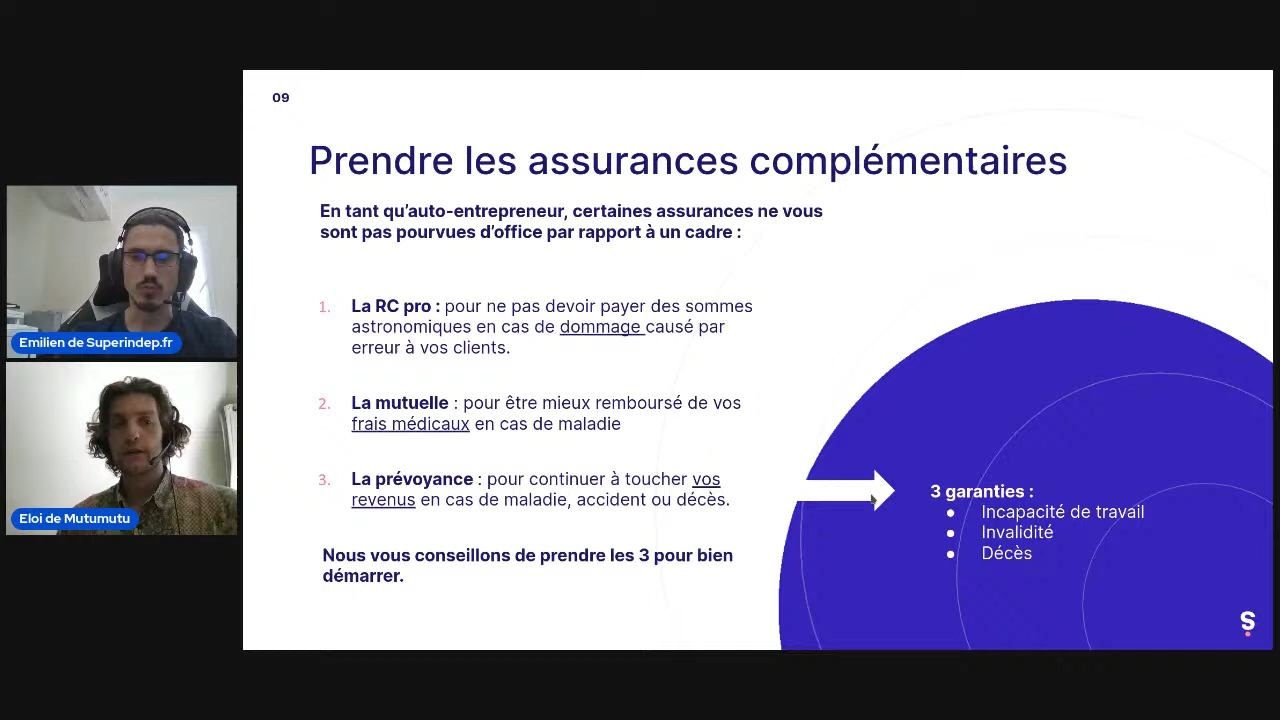 09
Prendre les assurances complémentaires
En tant qu’auto-entrepreneur, certaines assurances ne vous
sont pas pourvues d’office par rapport à un cadre :
1. La RC pro : pour ne pas devoir payer des sommes
astronomiques en cas de dommage causé par
erreur à vos clients.
2. La mutuelle : pour être mieux remboursé de vos
frais médicaux en cas de maladie
3. La prévoyance : pour continuer à toucher vos
revenus en cas de maladie, accident ou décès.
Nous vous conseillons de prendre les 3 pour bien
démarrer.
3 garanties :
● Incapacité de travail
● Invalidité
● Décès
S
Emilien de Superindep.fr
Eloi de Mutumutu